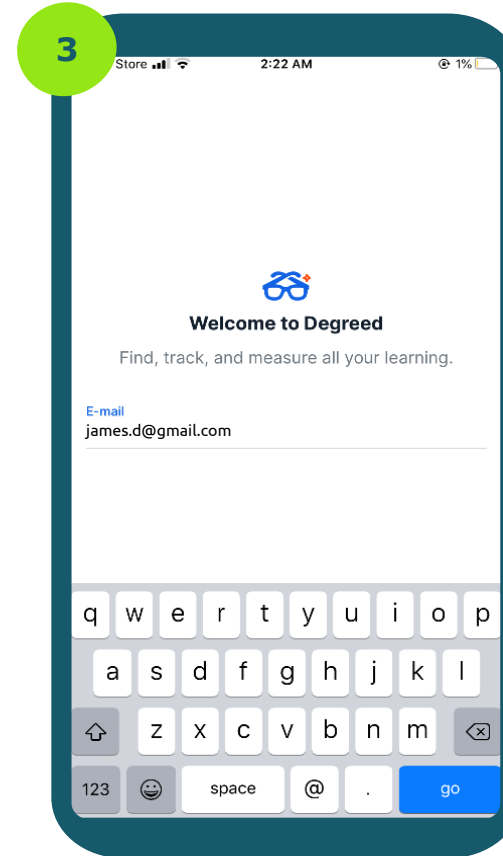 3
Store 2:22 AM 1%
Welcome to Degreed
Find, track, and measure all your learning.
E-mail
james.d@gmail.com
q w e r t y u i o p
a s d f g h j k l
z x c v b n m
123 space @ . go